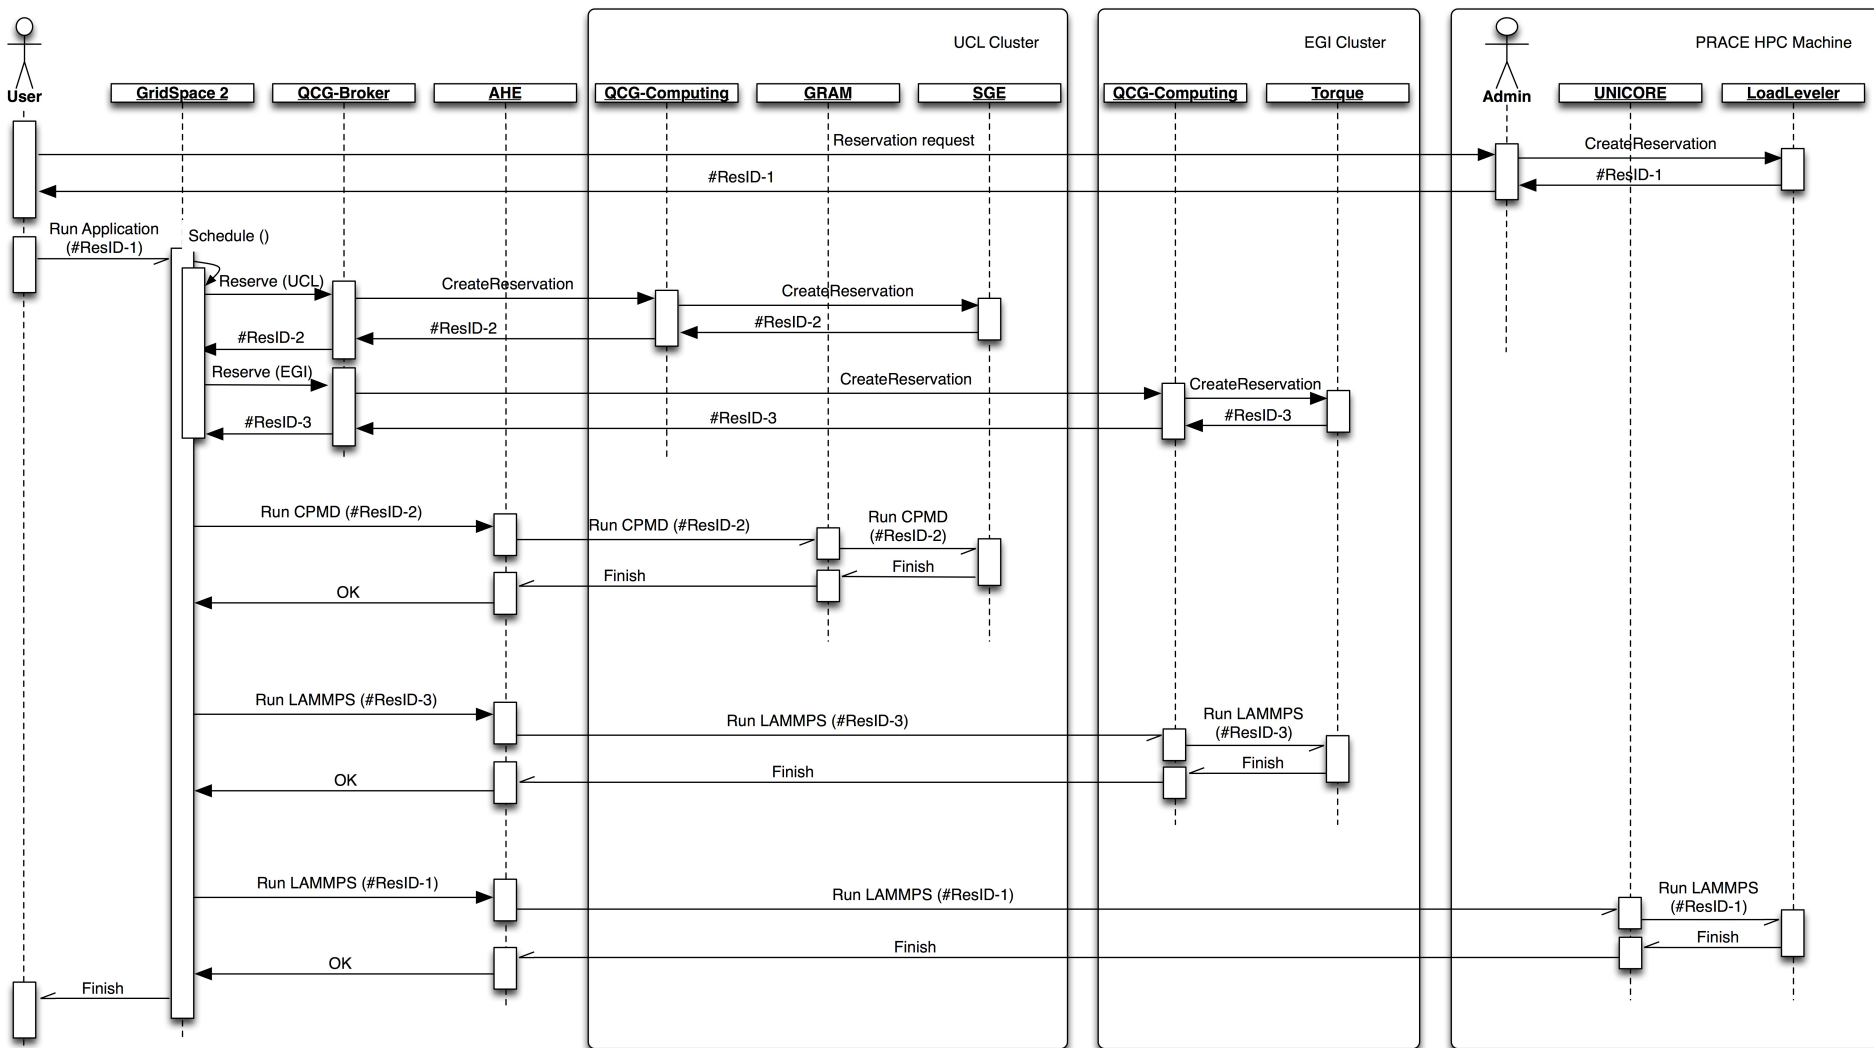 UCL Cluster
EGI Cluster
PRACE HPC Machine
User
GridSpace 2
QCG-Broker
AHE
QCG-Computing
GRAM
SGE
QCG-Computing
Torque
Admin
UNICORE
LoadLeveler
Reservation request
CreateReservation
#ResID-1
#ResID-1
Run Application
(#ResID-1)
Schedule ()
Reserve (UCL)
CreateReservation
CreateReservation
#ResID-2
#ResID-2
#ResID-2
Reserve (EGI)
CreateReservation
CreateReservation
#ResID-3
#ResID-3
#ResID-3
Run CPMD (#ResID-2)
Run CPMD (#ResID-2)
Run CPMD
(#ResID-2)
Finish
Finish
OK
Run LAMMPS (#ResID-3)
Run LAMMPS (#ResID-3)
Run LAMMPS
(#ResID-3)
Finish
Finish
OK
Run LAMMPS (#ResID-1)
Run LAMMPS (#ResID-1)
Run LAMMPS
(#ResID-1)
Finish
Finish
OK
Finish